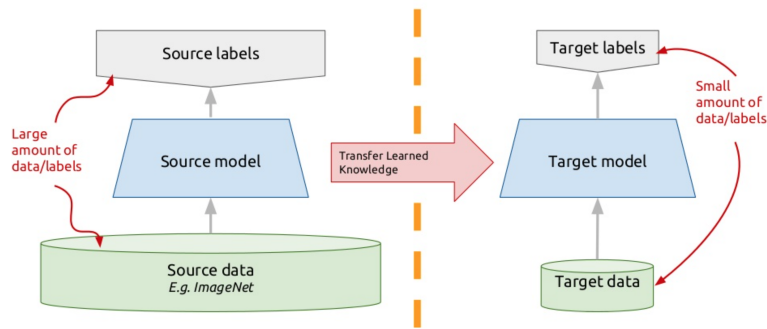 Source labels
Large
amount of
data/labels
Source model
Source data
E.g. ImageNet
Transfer Learned
Knowledge
Target labels
Small
amount of
data/labels
Target model
Target data